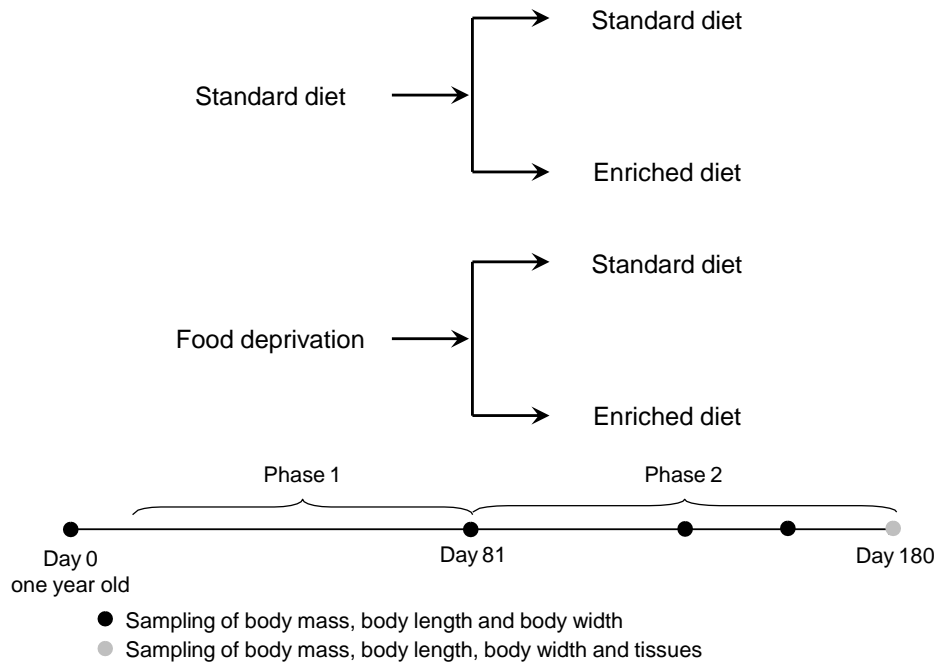 Standard diet
Standard diet
Enriched diet
Standard diet
Food deprivation
Enriched diet
Phase 1
Phase 2
Day 0
one year old
Day 81
Day 180
Sampling of body mass, body length and body width
Sampling of body mass, body length, body width and tissues